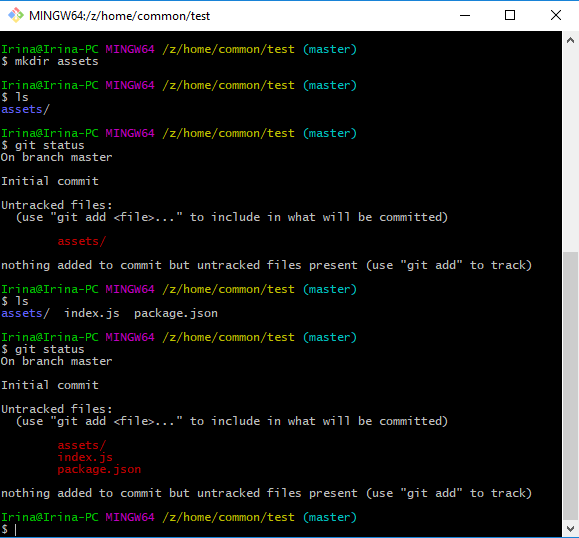 MINGW64:/z/home/common/test
Irina@Irina-PC MINGW64 /z/home/common/test (master)
$ mkdir assets
Irina@Irina-PC MINGW64 /z/home/common/test (master)
$ ls
assets/
Irina@Irina-PC MINGW64 /z/home/common/test (master)
$ git status
On branch master
Initial commit
Untracked files:
  (use "git add <file>..." to include in what will be committed)
        assets/
nothing added to commit but untracked files present (use "git add" to track)
Irina@Irina-PC MINGW64 /z/home/common/test (master)
$ ls
assets/  index.js  package.json
Irina@Irina-PC MINGW64 /z/home/common/test (master)
$ git status
On branch master
Initial commit
Untracked files:
  (use "git add <file>..." to include in what will be committed)
        assets/
        index.js
        package.json
nothing added to commit but untracked files present (use "git add" to track)
Irina@Irina-PC MINGW64 /z/home/common/test (master)
$